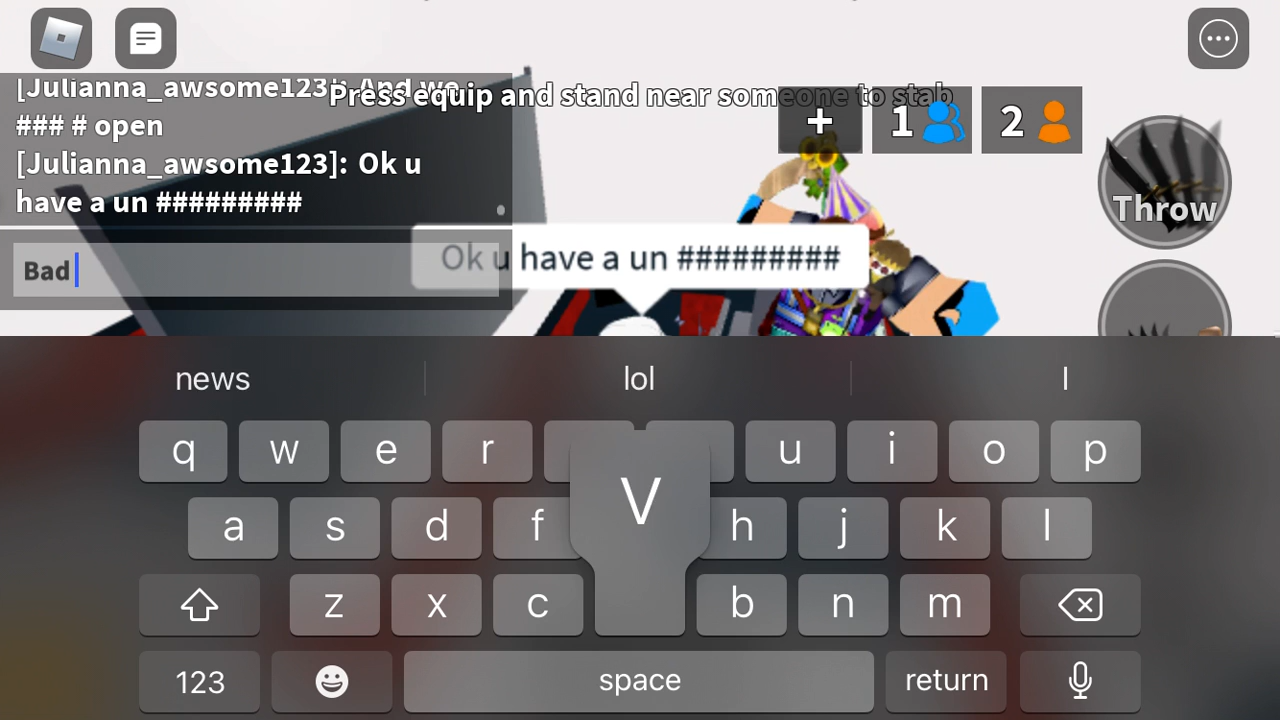 [Julianna_awsome123]: And we
### # open
[Julianna_awsome123]: Ok u
have a un #########
Press equip and stand near someone to stab
+ 1 2
Throw
Bad
Ok u have a un #########
news lol I
q w e r u i o p
a s d f V h j k l
z x c b n m
123 space return